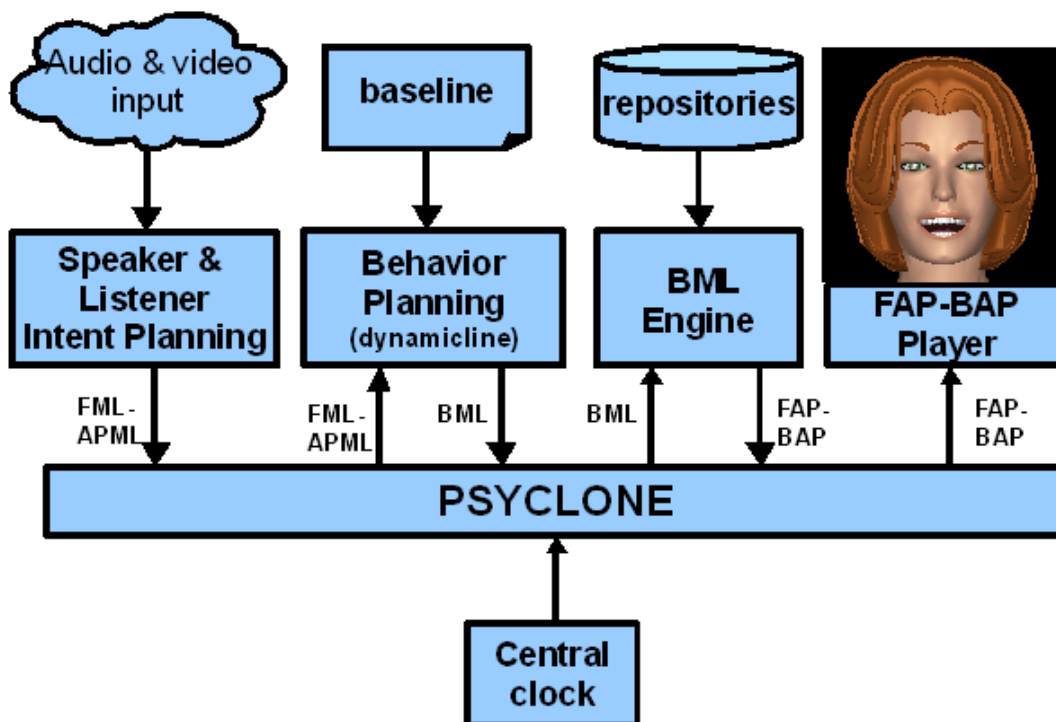 Audio & video
input
baseline
repositories
Speaker &
Listener
Intent Planning
Behavior
Planning
(dynamicline)
BML
Engine
FAP-BAP
Player
FML-
APML
FML-
APML
BML
BML
FAP-
BAP
FAP-
BAP
PSYCLONE
Central
clock